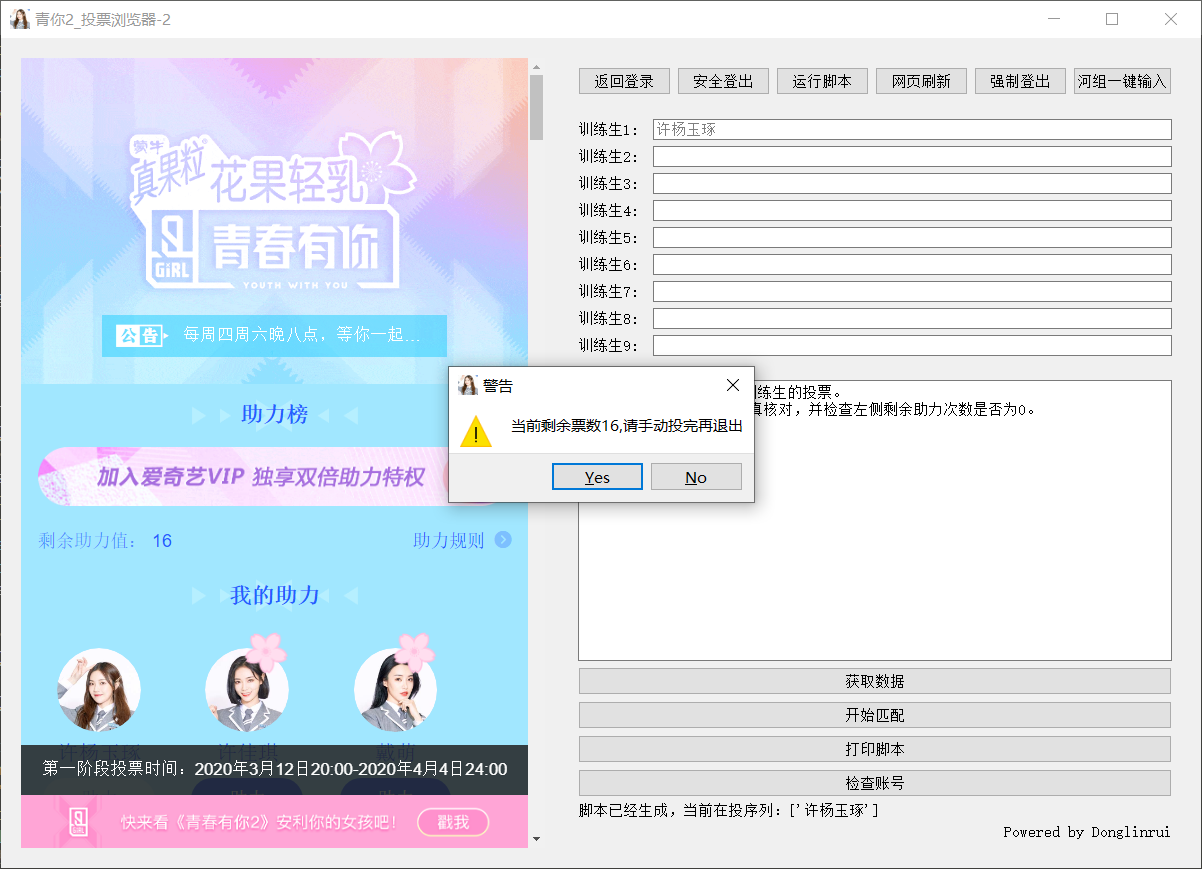 青你2_投票浏览器-2
蒙牛
真果粒
花果轻乳
GiRL
青春有你
YOUTH WITH YOU
公告
每周四周六晚八点，等你一起...
助力榜
加入爱奇艺VIP 独享双倍助力特权
剩余助力值： 16
助力规则
我的助力
许杨玉琢 许佳琪 戴萌
助力 助力
第一阶段投票时间：2020年3月12日20:00-2020年4月4日24:00
GiRL
快来看《青春有你2》安利你的女孩吧！
戳我
返回登录 安全登出 运行脚本 网页刷新 强制登出 河组一键输入
训练生1: 许杨玉琢
训练生2:
训练生3:
训练生4:
训练生5:
训练生6:
训练生7:
训练生8:
训练生9:
练生的投票。
真核对，并检查左侧剩余助力次数是否为0。
警告
当前剩余票数16,请手动投完再退出
Yes No
获取数据
开始匹配
打印脚本
检查账号
脚本已经生成，当前在投序列：['许杨玉琢']
Powered by Donglinrui